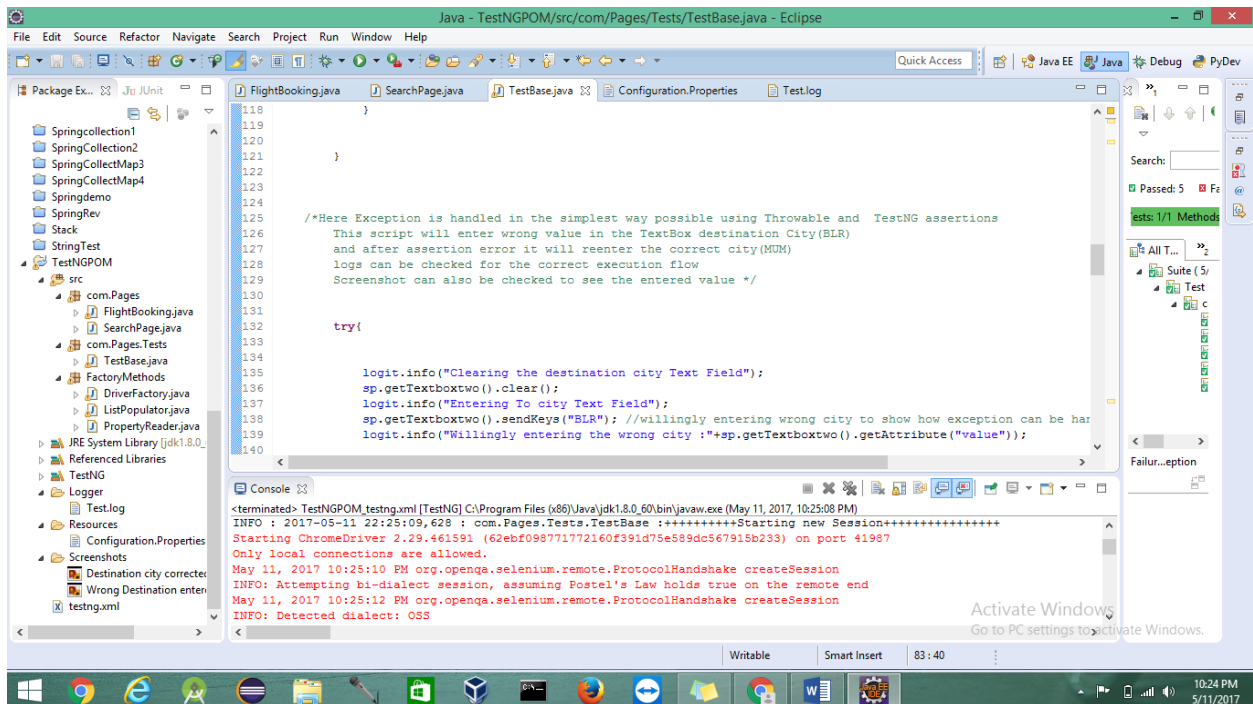 Java - TestNGPOM/src/com/Pages/Tests/TestBase.java - Eclipse
File Edit Source Refactor Navigate Search Project Run Window Help
Quick Access
Java EE
Java
Debug
PyDev
Package Ex...
JUnit
Springcollection1
SpringCollection2
SpringCollectMap3
SpringCollectMap4
Springdemo
SpringRev
Stack
StringTest
TestNGPOM
src
com.Pages
FlightBooking.java
SearchPage.java
com.Pages.Tests
TestBase.java
FactoryMethods
DriverFactory.java
ListPopulator.java
PropertyReader.java
JRE System Library [jdk1.8.0_
Referenced Libraries
TestNG
Logger
Test.log
Resources
Configuration.Properties
Screenshots
Destination city corrected
Wrong Destination enter
testng.xml
FlightBooking.java
SearchPage.java
TestBase.java
Configuration.Properties
Test.log
118 }
119
120
121 }
122
123
124
125 /*Here Exception is handled in the simplest way possible using Throwable and TestNG assertions
126 This script will enter wrong value in the TextBox destination City(BLR)
127 and after assertion error it will reenter the correct city(MUM)
128 logs can be checked for the correct execution flow
129 Screenshot can also be checked to see the entered value */
130
131
132 try{
133
134
135 logit.info("Clearing the destination city Text Field");
136 sp.getTextboxtwo().clear();
137 logit.info("Entering To city Text Field");
138 sp.getTextboxtwo().sendKeys("BLR"); //willingly entering wrong city to show how exception can be har
139 logit.info("Willingly entering the wrong city :"+sp.getTextboxtwo().getAttribute("value"));
140
Console
<terminated> TestNGPOM_testng.xml [TestNG] C:\Program Files (x86)\Java\jdk1.8.0_60\bin\javaw.exe (May 11, 2017, 10:25:08 PM)
INFO : 2017-05-11 22:25:09,628 : com.Pages.Tests.TestBase :++++++++++Starting new Session++++++++++++++++
Starting ChromeDriver 2.29.461591 (62ebf098771772160f391d75e589dc567915b233) on port 41987
Only local connections are allowed.
May 11, 2017 10:25:10 PM org.openqa.selenium.remote.ProtocolHandshake createSession
INFO: Attempting bi-dialect session, assuming Postel's Law holds true on the remote end
May 11, 2017 10:25:12 PM org.openqa.selenium.remote.ProtocolHandshake createSession
INFO: Detected dialect: OSS
Search:
Passed: 5
Fa
ests: 1/1 Methods
All T...
Suite ( 5/
Test
c
Failur...eption
Activate Windows
Go to PC settings to activate Windows.
Writable
Smart Insert
83 : 40
10:24 PM
5/11/2017